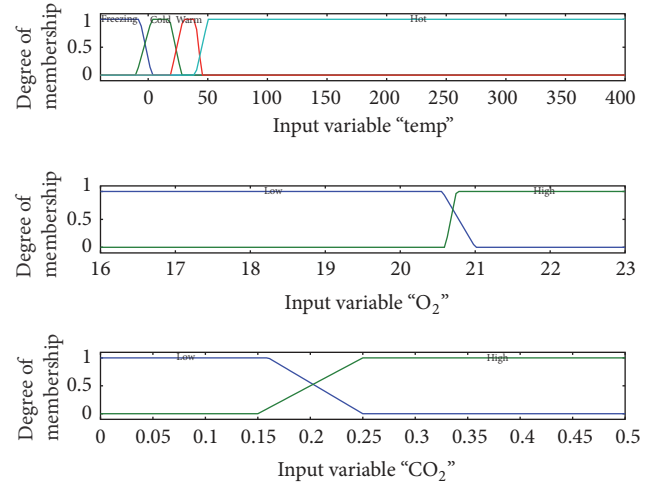 Degree of
membership
1
0.5
0
Freezing Cold Warm Hot
0 50 100 150 200 250 300 350 400
Input variable “temp”
Degree of
membership
1
0.5
0
Low High
16 17 18 19 20 21 22 23
Input variable “O₂”
Degree of
membership
1
0.5
0
Low High
0 0.05 0.1 0.15 0.2 0.25 0.3 0.35 0.4 0.45 0.5
Input variable “CO₂”